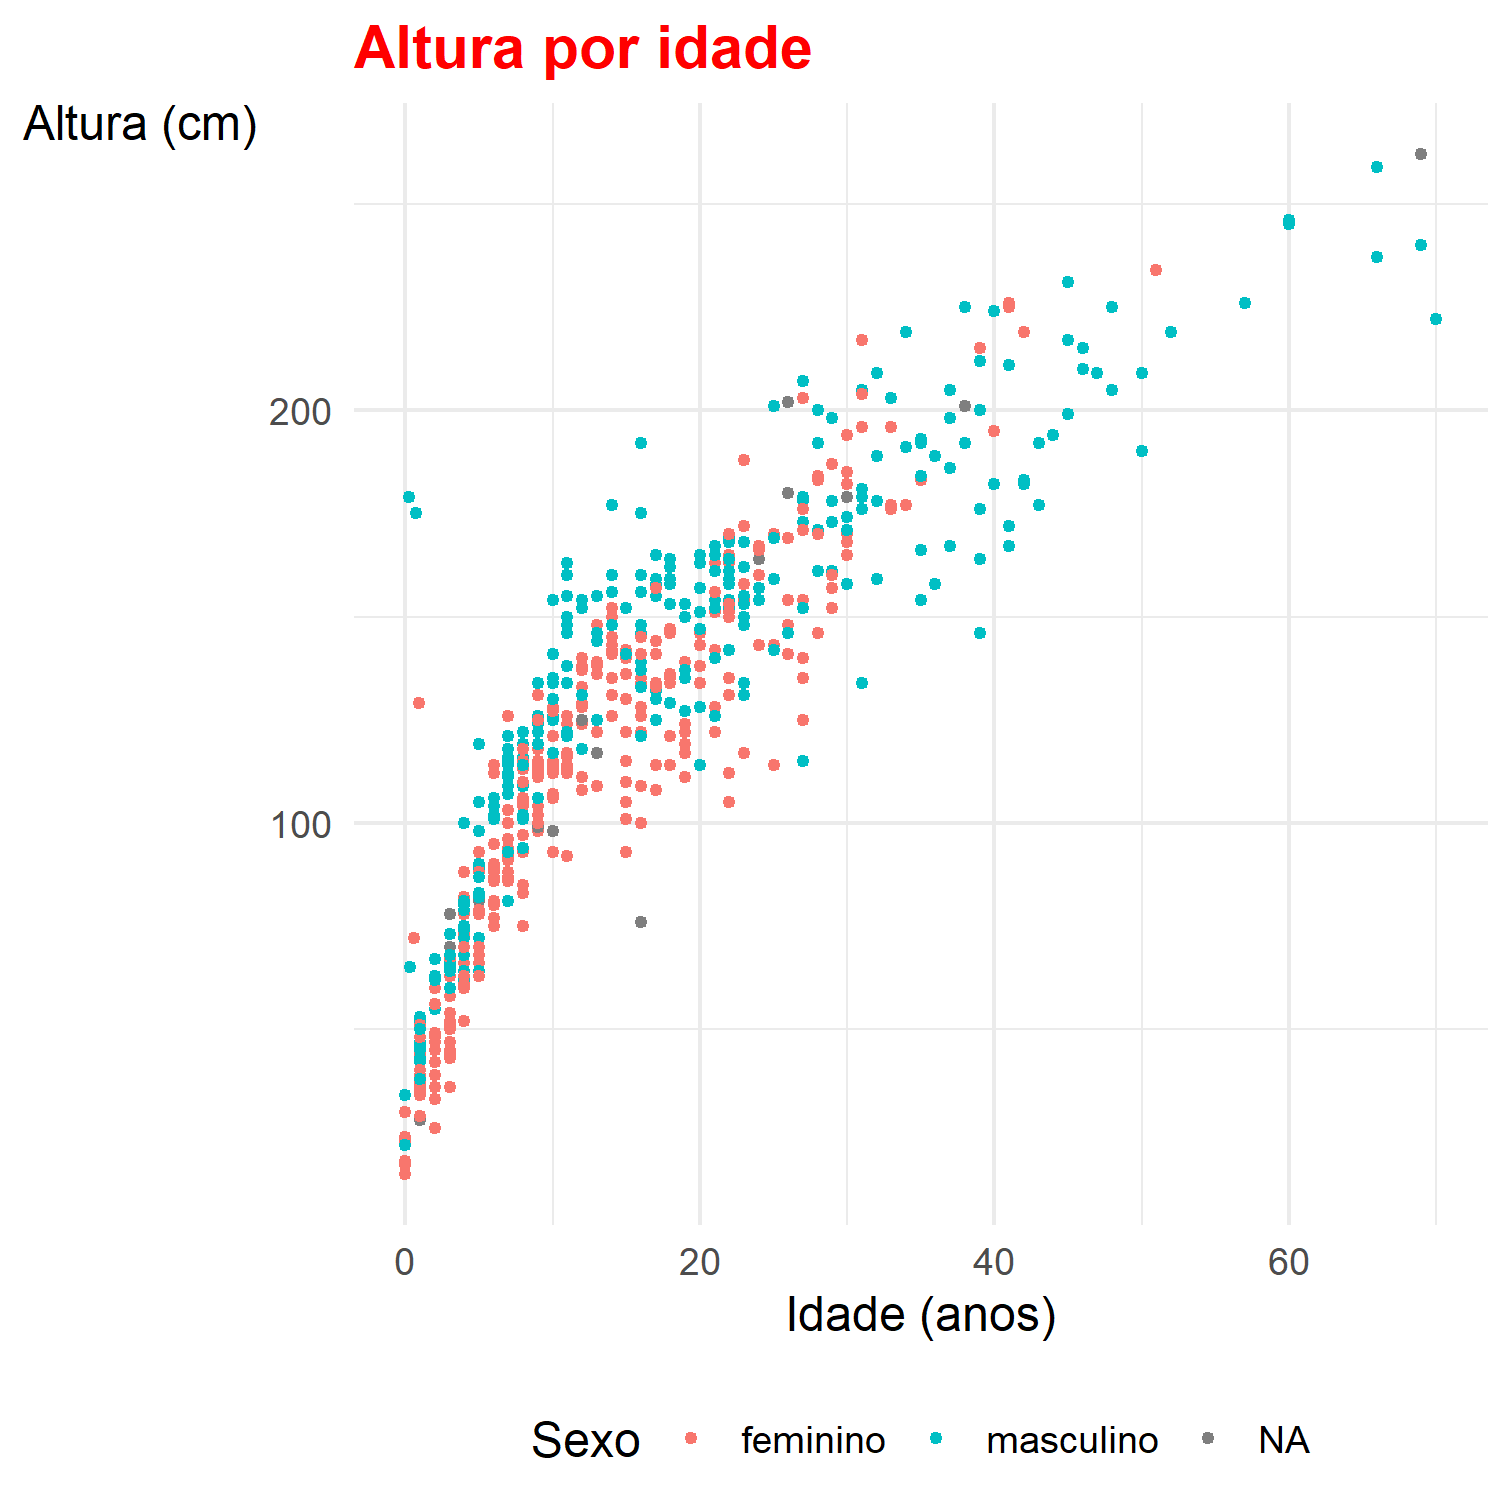 Altura por idade
Altura (cm)
200
100
0 20 40 60
Idade (anos)
Sexo feminino masculino NA